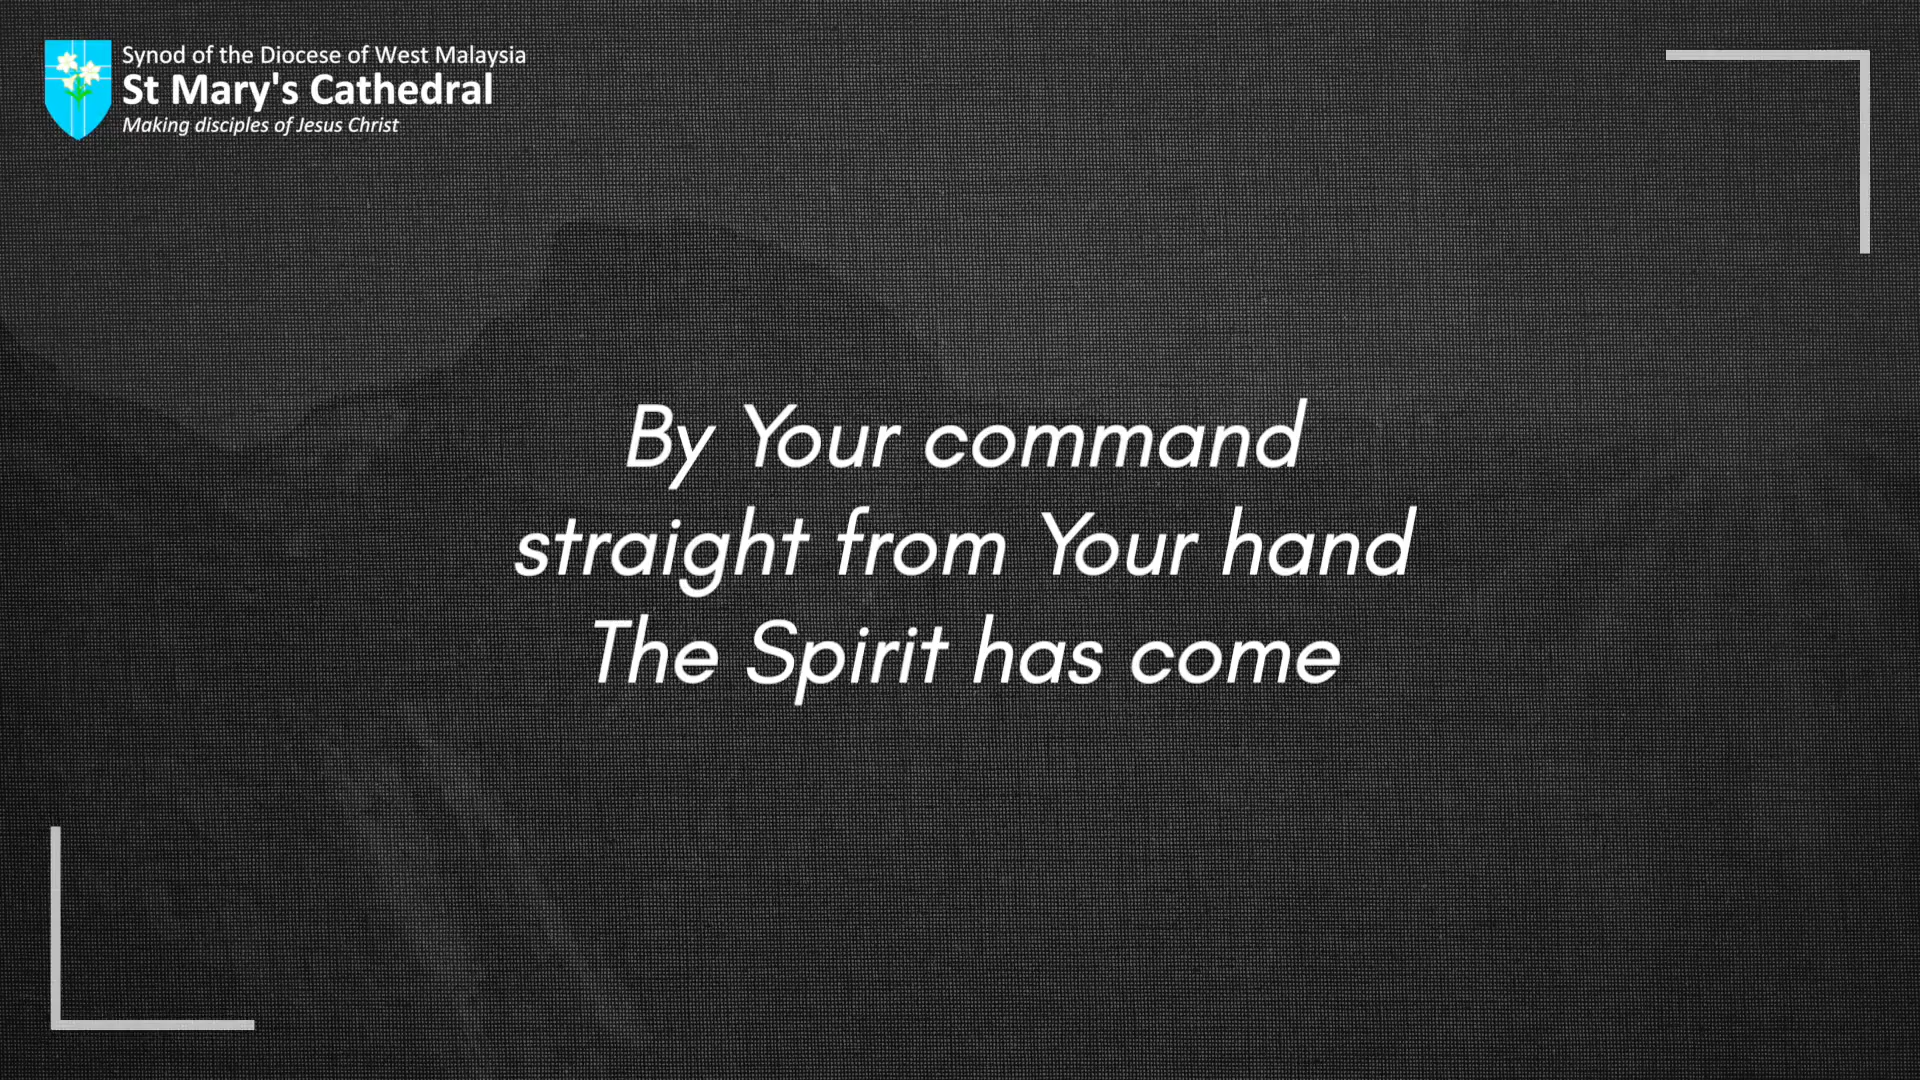 Synod of the Diocese of West Malaysia
St Mary's Cathedral
Making disciples of Jesus Christ
By Your command
straight from Your hand
The Spirit has come